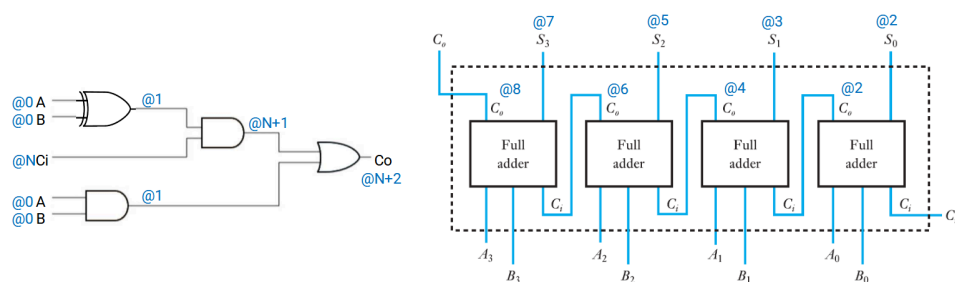 @0 A
@0 B
@1
@N+1
@NCi
Co
@N+2
@0 A
@0 B
@1
@7 @5 @3 @2
Co S3 S2 S1 S0
@8 @6 @4 @2
Co Co Co Co
Full adder Full adder Full adder Full adder
Ci Ci Ci Ci
C
A3 A2 A1 A0
B3 B2 B1 B0